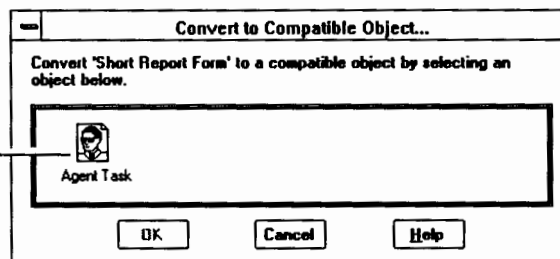 Convert to Compatible Object...
Convert 'Short Report Form' to a compatible object by selecting an
object below.
Agent Task
OK
Cancel
Help